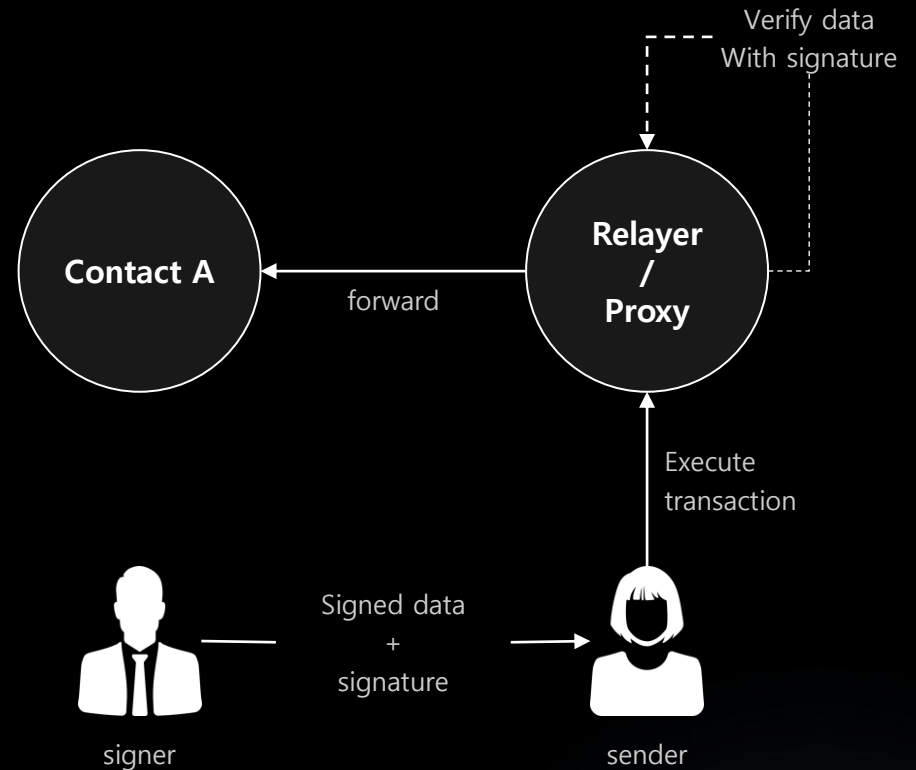 Verify data
With signature
Relayer
/
Proxy
Contact A
forward
Execute
transaction
Signed data
+
signature
signer
sender